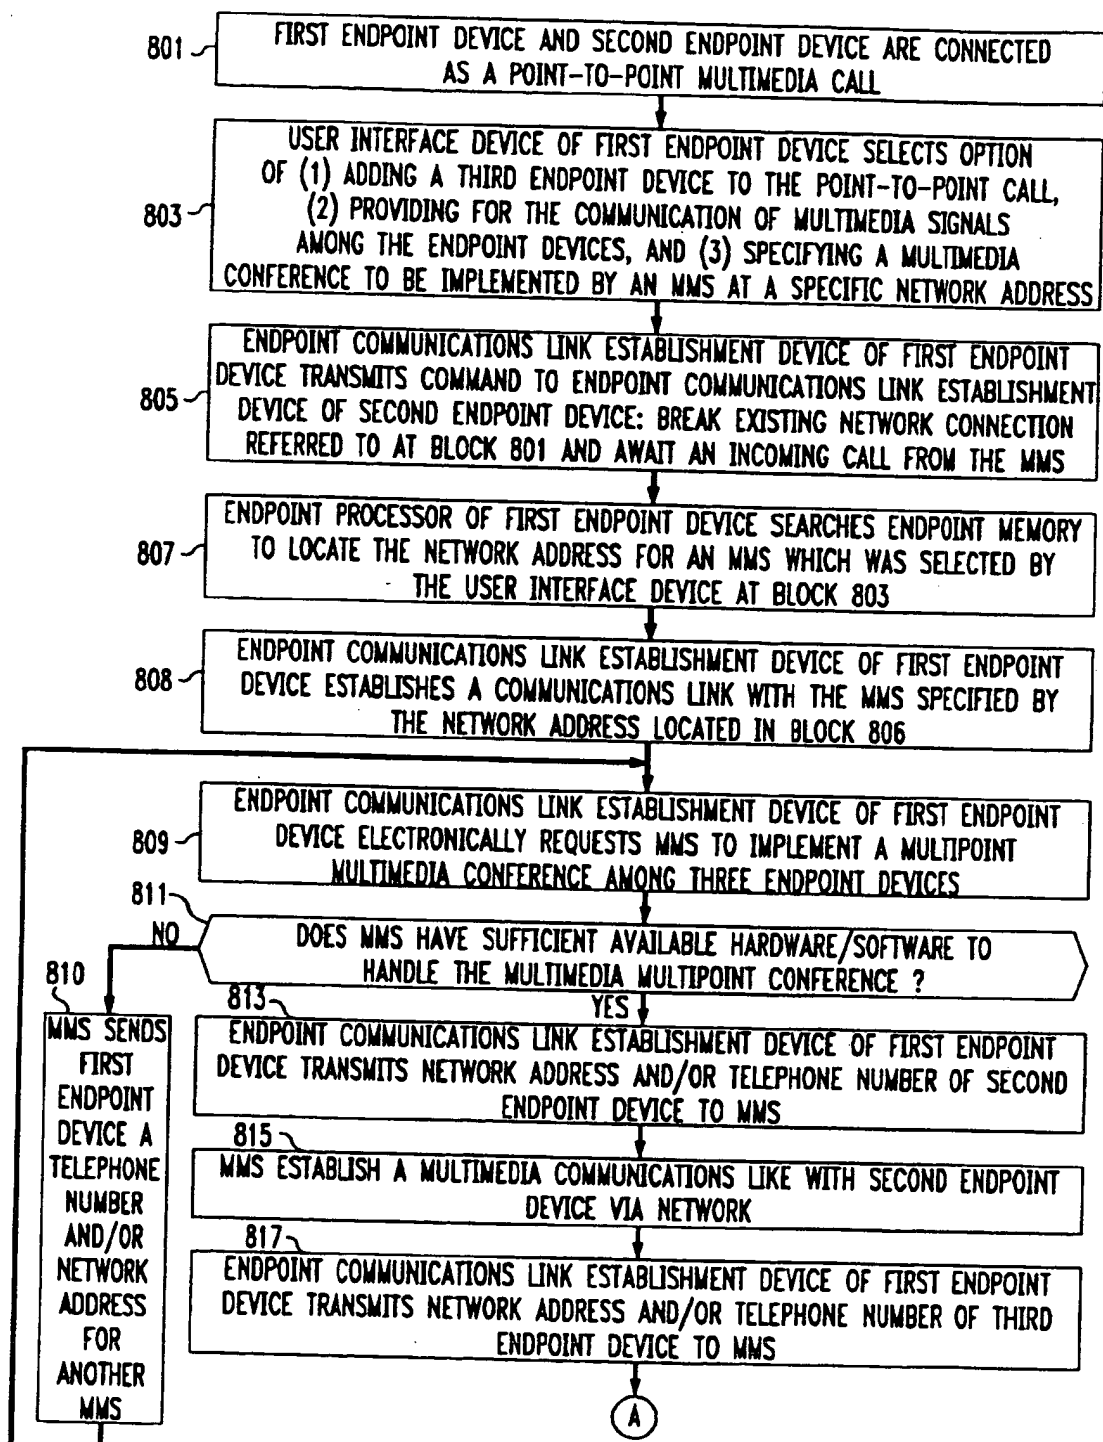 801
FIRST ENDPOINT DEVICE AND SECOND ENDPOINT DEVICE ARE CONNECTED
AS A POINT-TO-POINT MULTIMEDIA CALL
803
USER INTERFACE DEVICE OF FIRST ENDPOINT DEVICE SELECTS OPTION
OF (1) ADDING A THIRD ENDPOINT DEVICE TO THE POINT-TO-POINT CALL,
(2) PROVIDING FOR THE COMMUNICATION OF MULTIMEDIA SIGNALS
AMONG THE ENDPOINT DEVICES, AND (3) SPECIFYING A MULTIMEDIA
CONFERENCE TO BE IMPLEMENTED BY AN MMS AT A SPECIFIC NETWORK ADDRESS
805
ENDPOINT COMMUNICATIONS LINK ESTABLISHMENT DEVICE OF FIRST ENDPOINT
DEVICE TRANSMITS COMMAND TO ENDPOINT COMMUNICATIONS LINK ESTABLISHMENT
DEVICE OF SECOND ENDPOINT DEVICE: BREAK EXISTING NETWORK CONNECTION
REFERRED TO AT BLOCK 801 AND AWAIT AN INCOMING CALL FROM THE MMS
807
ENDPOINT PROCESSOR OF FIRST ENDPOINT DEVICE SEARCHES ENDPOINT MEMORY
TO LOCATE THE NETWORK ADDRESS FOR AN MMS WHICH WAS SELECTED BY
THE USER INTERFACE DEVICE AT BLOCK 803
808
ENDPOINT COMMUNICATIONS LINK ESTABLISHMENT DEVICE OF FIRST ENDPOINT
DEVICE ESTABLISHES A COMMUNICATIONS LINK WITH THE MMS SPECIFIED BY
THE NETWORK ADDRESS LOCATED IN BLOCK 806
809
ENDPOINT COMMUNICATIONS LINK ESTABLISHMENT DEVICE OF FIRST ENDPOINT
DEVICE ELECTRONICALLY REQUESTS MMS TO IMPLEMENT A MULTIPOINT
MULTIMEDIA CONFERENCE AMONG THREE ENDPOINT DEVICES
811
NO
DOES MMS HAVE SUFFICIENT AVAILABLE HARDWARE/SOFTWARE TO
HANDLE THE MULTIMEDIA MULTIPOINT CONFERENCE ?
YES
810
MMS SENDS
FIRST
ENDPOINT
DEVICE A
TELEPHONE
NUMBER
AND/OR
NETWORK
ADDRESS
FOR
ANOTHER
MMS
813
ENDPOINT COMMUNICATIONS LINK ESTABLISHMENT DEVICE OF FIRST ENDPOINT
DEVICE TRANSMITS NETWORK ADDRESS AND/OR TELEPHONE NUMBER OF SECOND
ENDPOINT DEVICE TO MMS
815
MMS ESTABLISH A MULTIMEDIA COMMUNICATIONS LIKE WITH SECOND ENDPOINT
DEVICE VIA NETWORK
817
ENDPOINT COMMUNICATIONS LINK ESTABLISHMENT DEVICE OF FIRST ENDPOINT
DEVICE TRANSMITS NETWORK ADDRESS AND/OR TELEPHONE NUMBER OF THIRD
ENDPOINT DEVICE TO MMS
A